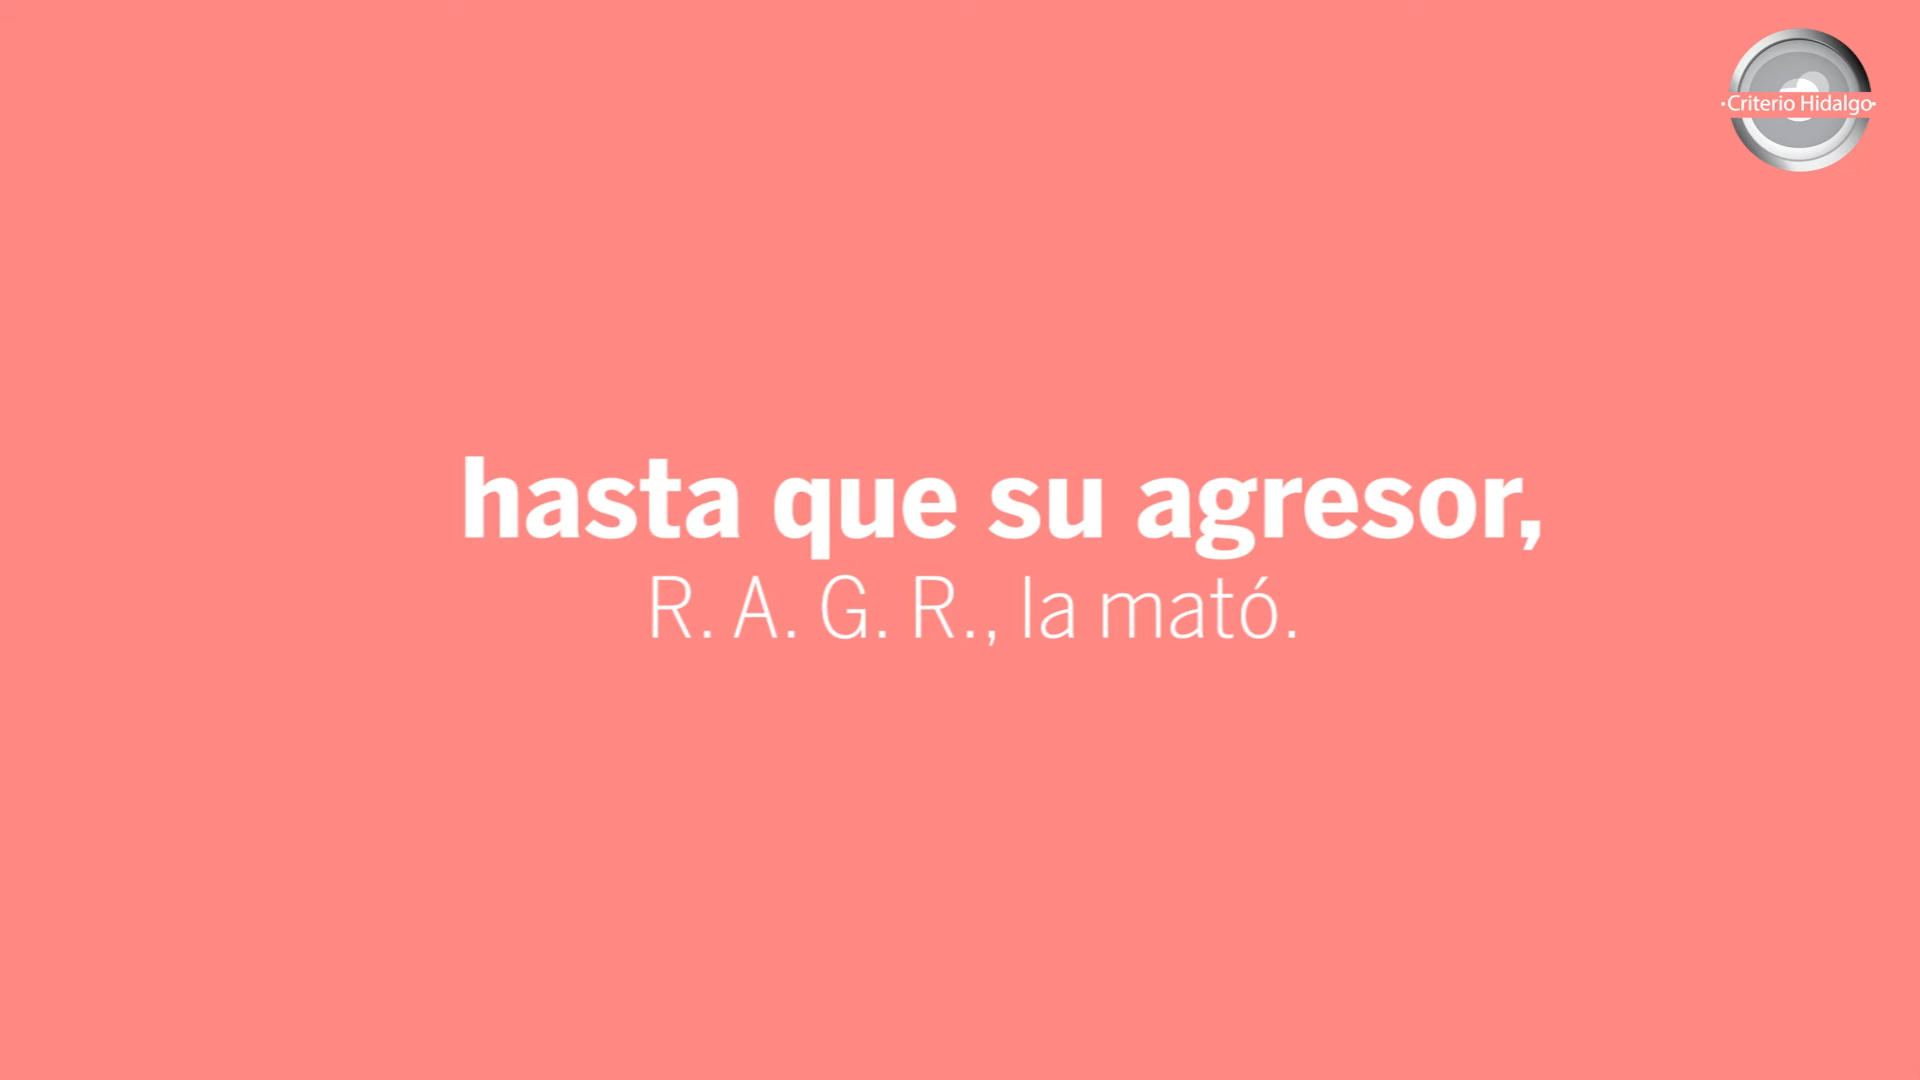 ·Criterio Hidalgo·
hasta que su agresor,
R. A. G. R., la mató.